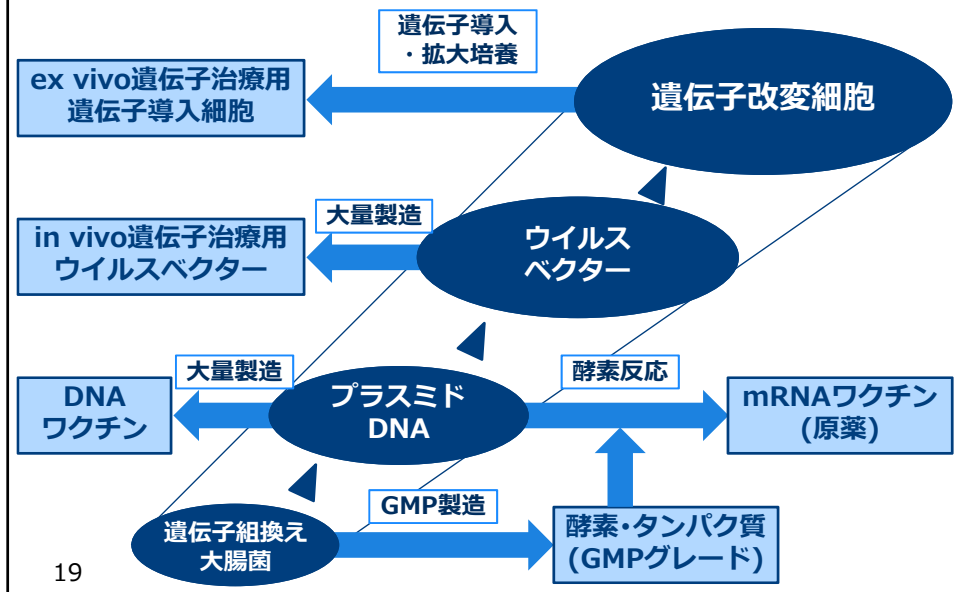 遺伝子導入
・拡大培養
ex vivo遺伝子治療用
遺伝子導入細胞
遺伝子改変細胞
大量製造
in vivo遺伝子治療用
ウイルスベクター
ウイルス
ベクター
大量製造
酵素反応
DNA
ワクチン
プラスミド
DNA
mRNAワクチン
(原薬)
GMP製造
遺伝子組換え
大腸菌
酵素・タンパク質
(GMPグレード)
19